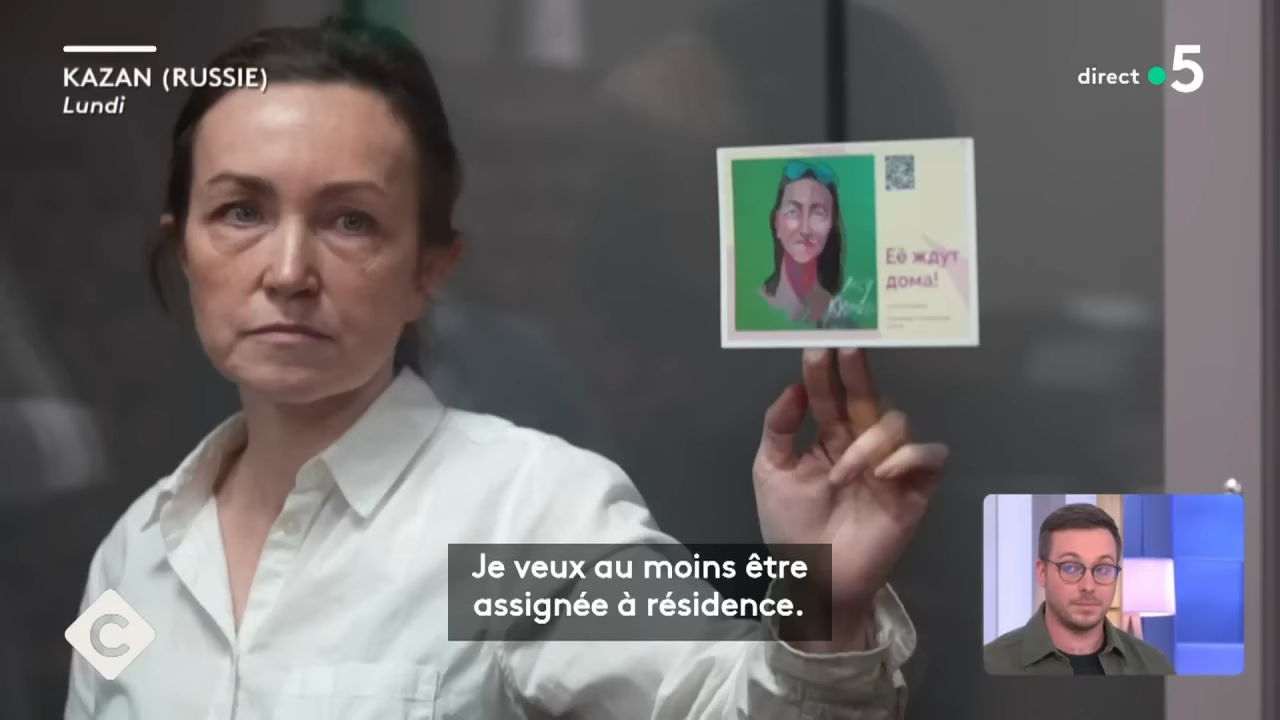 KAZAN (RUSSIE)
Lundi
direct 5
Её ждут
дома!
Je veux au moins être
assignée à résidence.
C